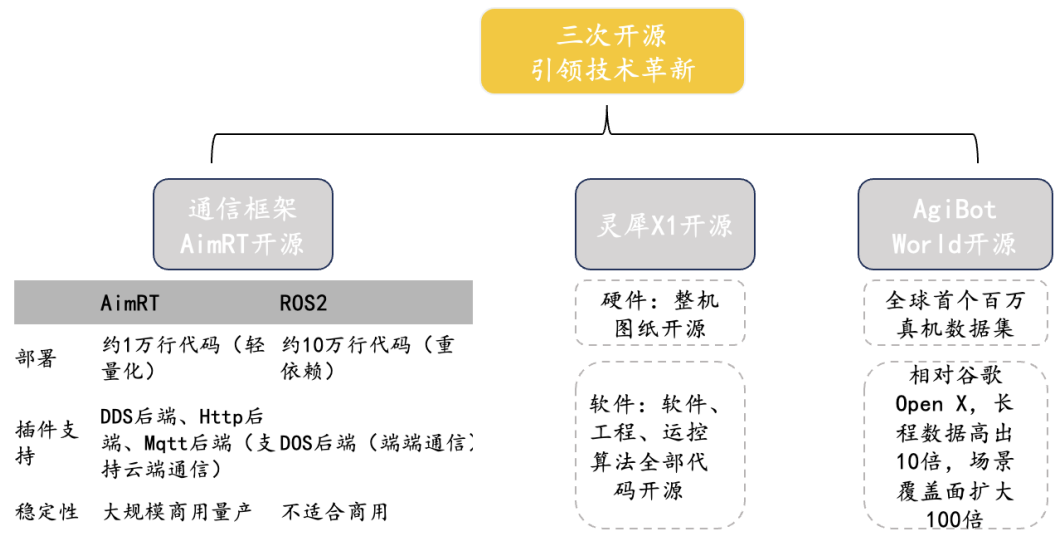 三次开源
引领技术革新
通信框架
AimRT开源
灵犀X1开源
AgiBot
World开源
AimRT
ROS2
部署
约1万行代码（轻
量化）
约10万行代码（重
依赖）
插件支
持
DDS后端、Http后
端、Mqtt后端（支
持云端通信）
DOS后端（端端通信）
稳定性
大规模商用量产
不适合商用
硬件：整机
图纸开源
软件：软件、
工程、运控
算法全部代
码开源
全球首个百万
真机数据集
相对谷歌
Open X，长
程数据高出
10倍，场景
覆盖面扩大
100倍